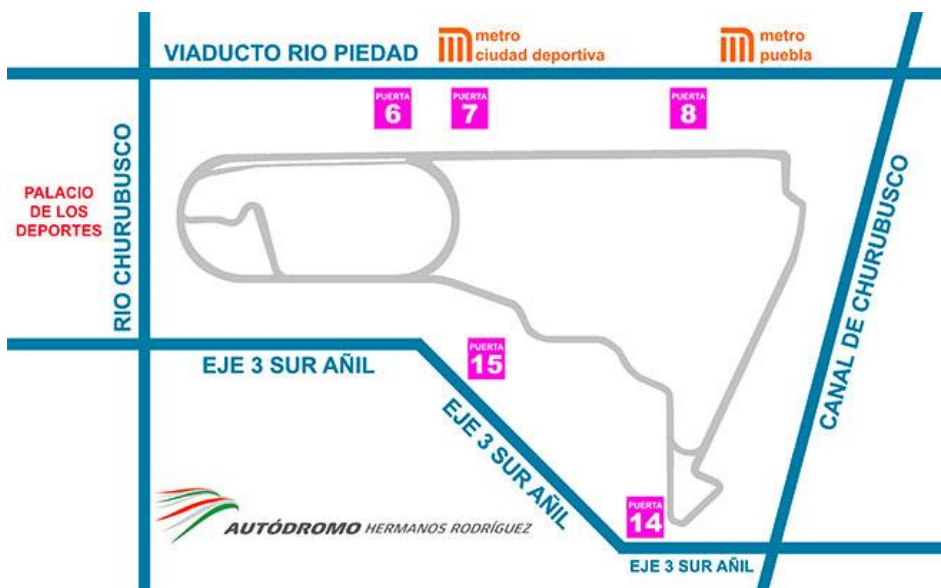 VIADUCTO RIO PIEDAD
metro
ciudad deportiva
metro
puebla
PUERTA
6
PUERTA
7
PUERTA
8
PALACIO
DE LOS
DEPORTES
RIO CHURUBUSCO
CANAL DE CHURUBUSCO
EJE 3 SUR AÑIL
PUERTA
15
EJE 3 SUR AÑIL
PUERTA
14
AUTÓDROMO HERMANOS RODRÍGUEZ
EJE 3 SUR AÑIL